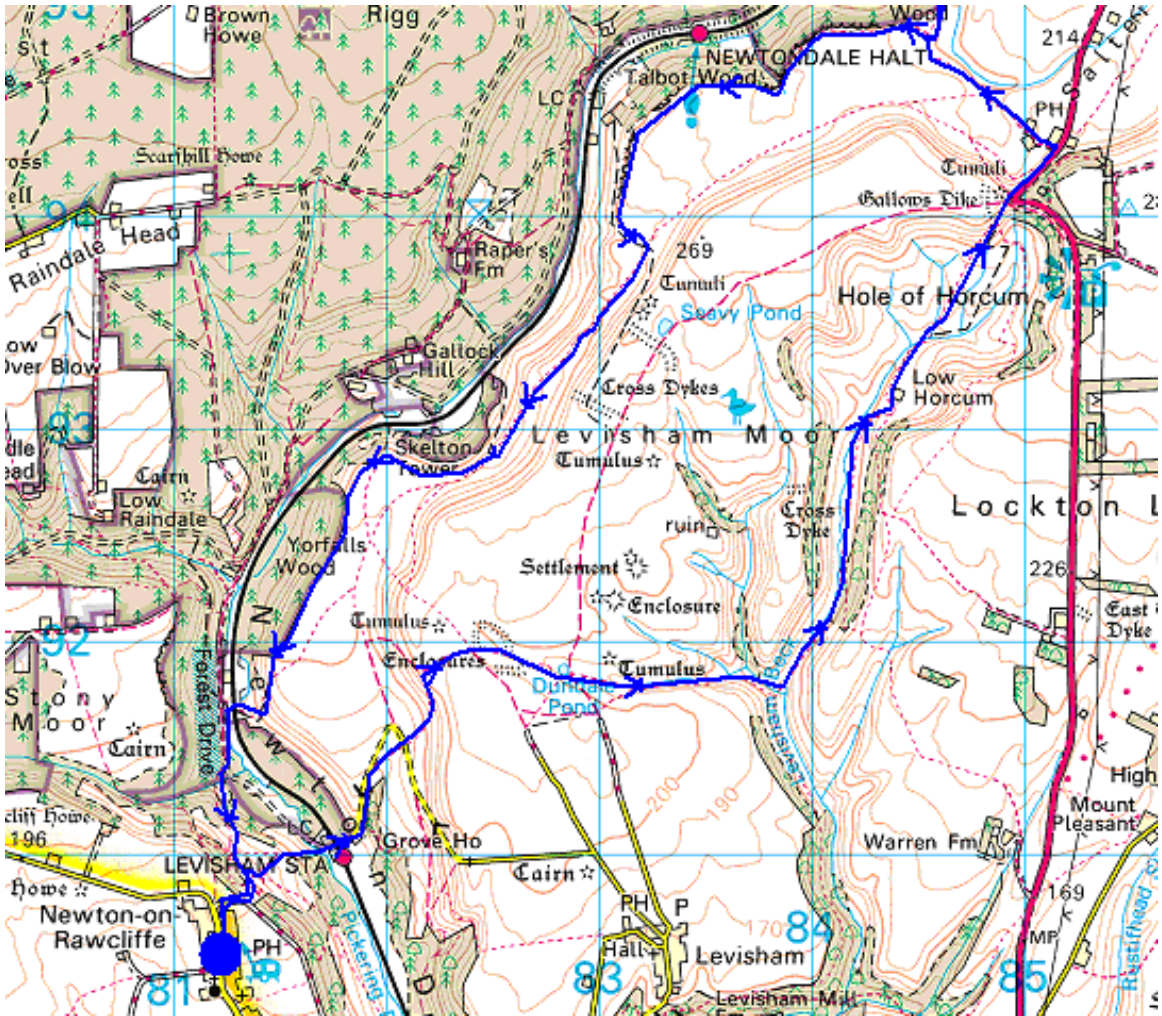 Brown
Howe
Rigg
Wood
214
NEWTONDALE HALT
Talbot Wood
LC
PH
Scarfhill Howe
Tumuli
Gallows Dike
Head
Raindale
Raper's
Fm
269
Tumuli
Seavy Pond
Hole of Horcum
P
Gallock
Hill
Over Blow
Low
Horcum
Cross Dykes
93
Skelton
Tower
Levisham Moor
Tumulus
Cairn
Low
Raindale
Cross
Dyke
Lockton
ruin
Yorfalls
Wood
Settlement
226
Enclosure
East
Dyke
Tumulus
92
Enclosures
Tumulus
Dundale
Pond
Levisham Beck
Forest Drive
Stony
Moor
Cairn
Newton
200
190
High
Mount
Pleasant
196
LC
Grove Ho
Warren Fm
LEVISHAM STA
Cairn
Howe
169
Newton-on-
Rawcliffe
PH
PH
P
170
84
MP
Hall
Levisham
Pickering
81
83
85
Levisham Mill